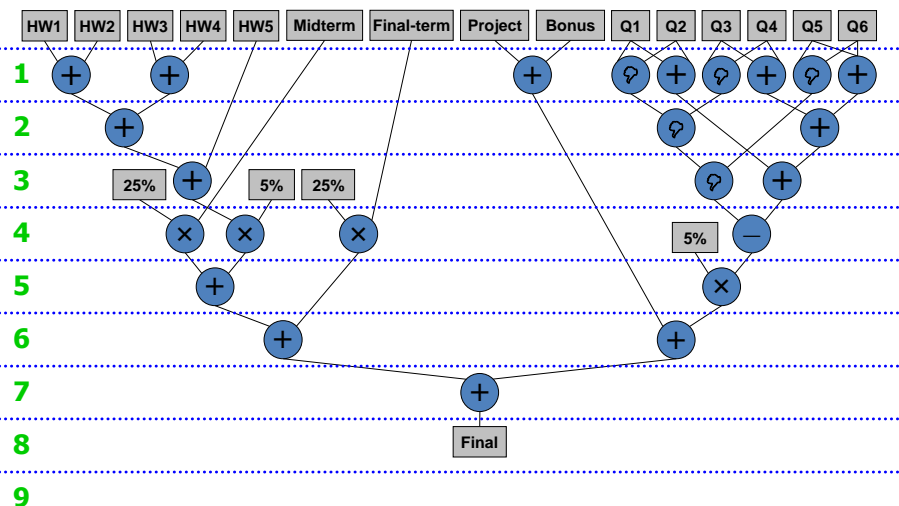 HW1 HW2 HW3 HW4 HW5 Midterm Final-term Project Bonus Q1 Q2 Q3 Q4 Q5 Q6
1 + + + + + +
2 + +
3 25% + 5% 25% +
4 × × × 5% —
5 + ×
6 + +
7 +
8 Final
9